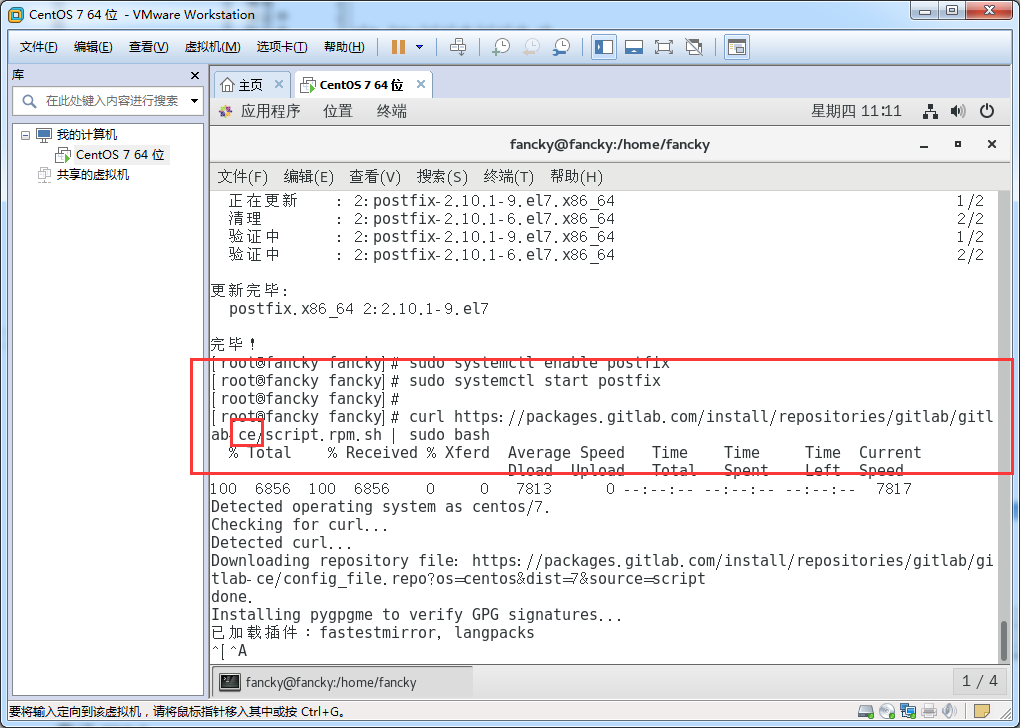 CentOS 7 64 位 - VMware Workstation
文件(F) 编辑(E) 查看(V) 虚拟机(M) 选项卡(T) 帮助(H)
库
在此处键入内容进行搜索
我的计算机
CentOS 7 64 位
共享的虚拟机
主页 CentOS 7 64 位
应用程序 位置 终端 星期四 11:11
fancky@fancky:/home/fancky
文件(F) 编辑(E) 查看(V) 搜索(S) 终端(T) 帮助(H)
正在更新 : 2:postfix-2.10.1-9.el7.x86_64 1/2
清理 : 2:postfix-2.10.1-6.el7.x86_64 2/2
验证中 : 2:postfix-2.10.1-9.el7.x86_64 1/2
验证中 : 2:postfix-2.10.1-6.el7.x86_64 2/2
更新完毕:
postfix.x86_64 2:2.10.1-9.el7
完毕！
[root@fancky fancky]# sudo systemctl enable postfix
[root@fancky fancky]# sudo systemctl start postfix
[root@fancky fancky]#
[root@fancky fancky]# curl https://packages.gitlab.com/install/repositories/gitlab/gitl
ab-ce/script.rpm.sh | sudo bash
% Total % Received % Xferd Average Speed Time Time Time Current
Dload Upload Total Spent Left Speed
100 6856 100 6856 0 0 7813 0 --:--:-- --:--:-- --:--:-- 7817
Detected operating system as centos/7.
Checking for curl...
Detected curl...
Downloading repository file: https://packages.gitlab.com/install/repositories/gitlab/gi
tlab-ce/config_file.repo?os=centos&dist=7&source=script
done.
Installing pygpgme to verify GPG signatures...
已加载插件：fastestmirror, langpacks
^[^A
fancky@fancky:/home/fancky 1 / 4
要将输入定向到该虚拟机，请将鼠标指针移入其中或按 Ctrl+G。